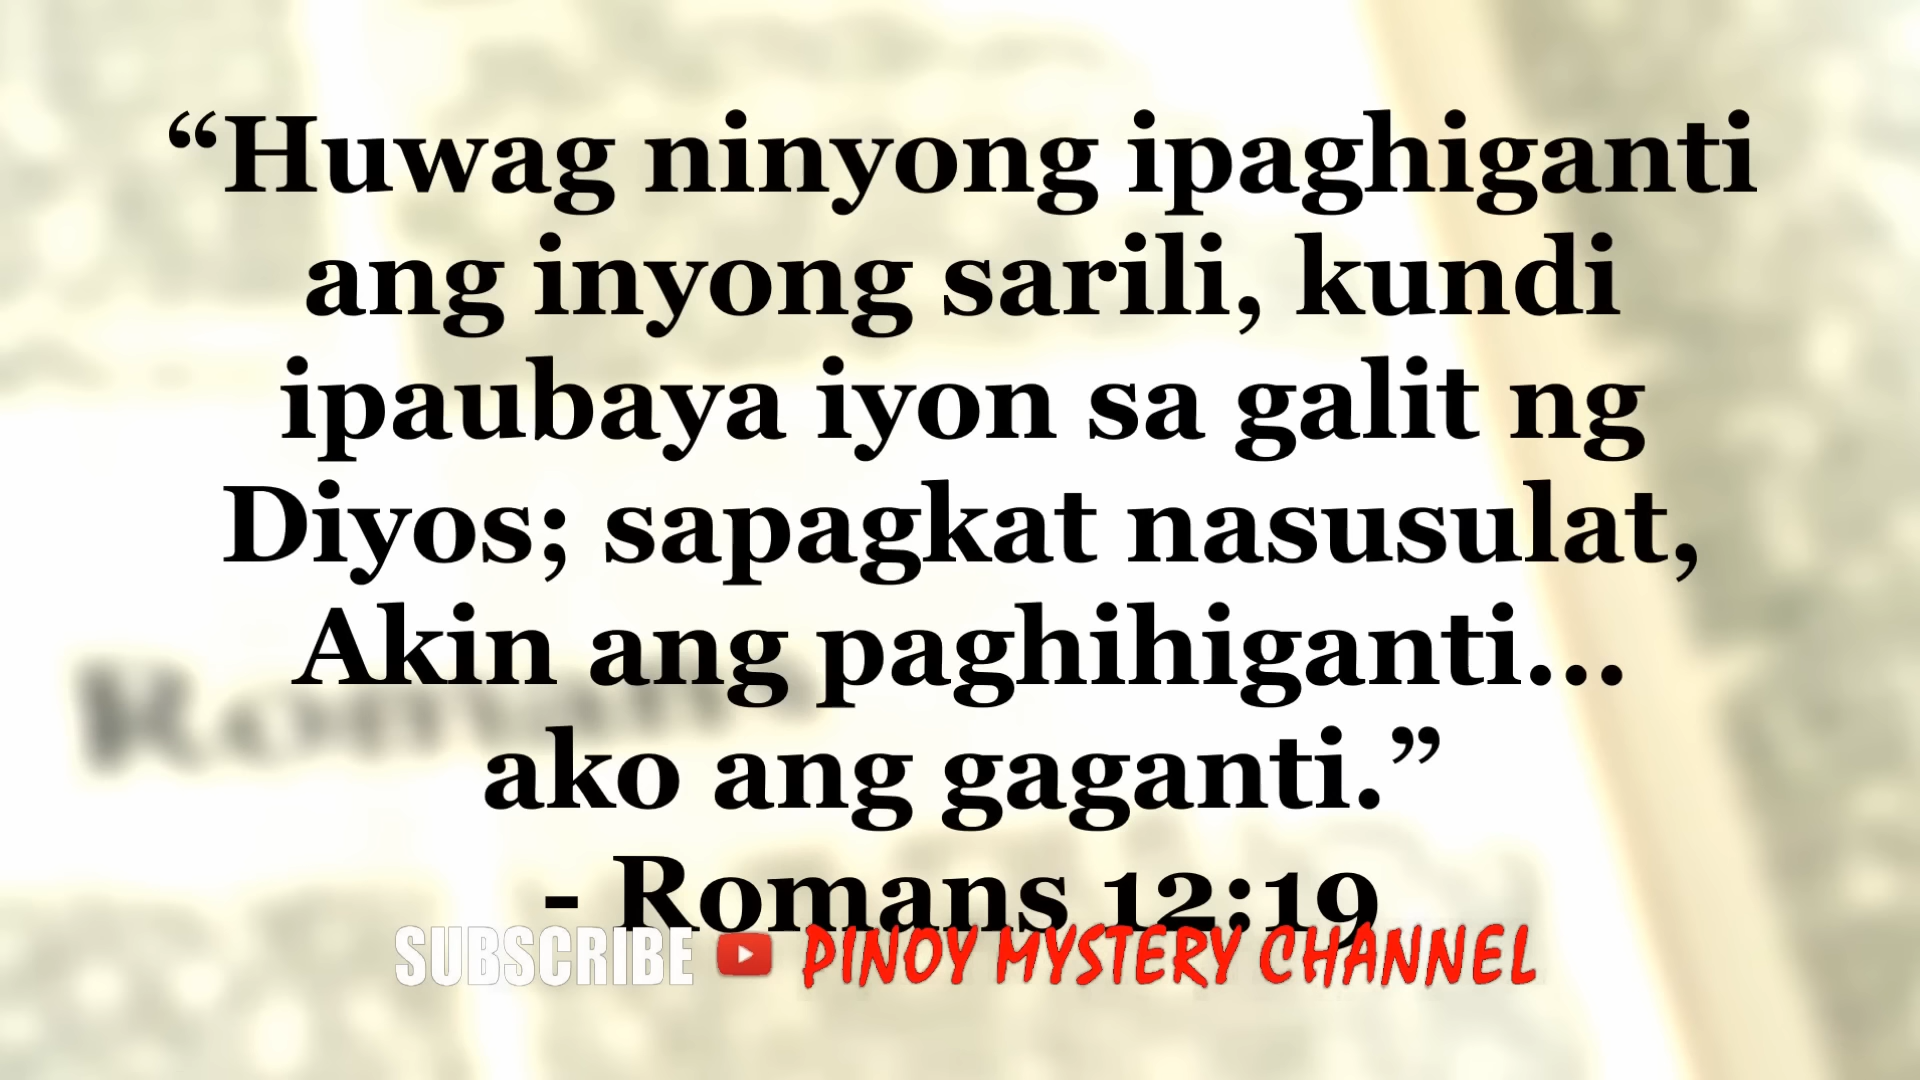 “Huwag ninyong ipaghiganti
ang inyong sarili, kundi
ipaubaya iyon sa galit ng
Diyos; sapagkat nasusulat,
Akin ang paghihiganti...
ako ang gaganti.”
- Romans 12:19
SUBSCRIBE PINOY MYSTERY CHANNEL
Romans